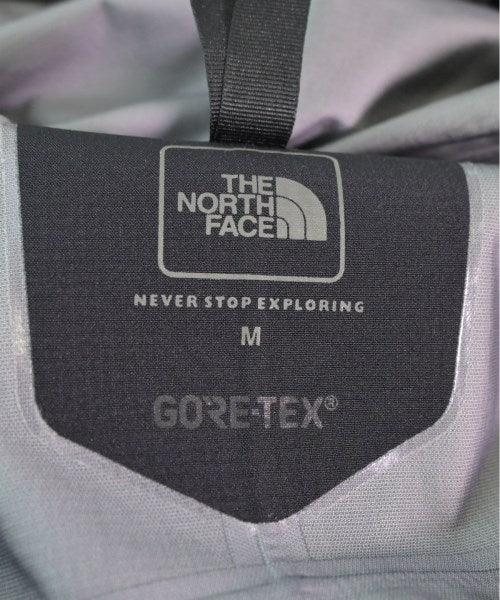 THE
NORTH
FACE
NEVER STOP EXPLORING
M
GORE-TEX®